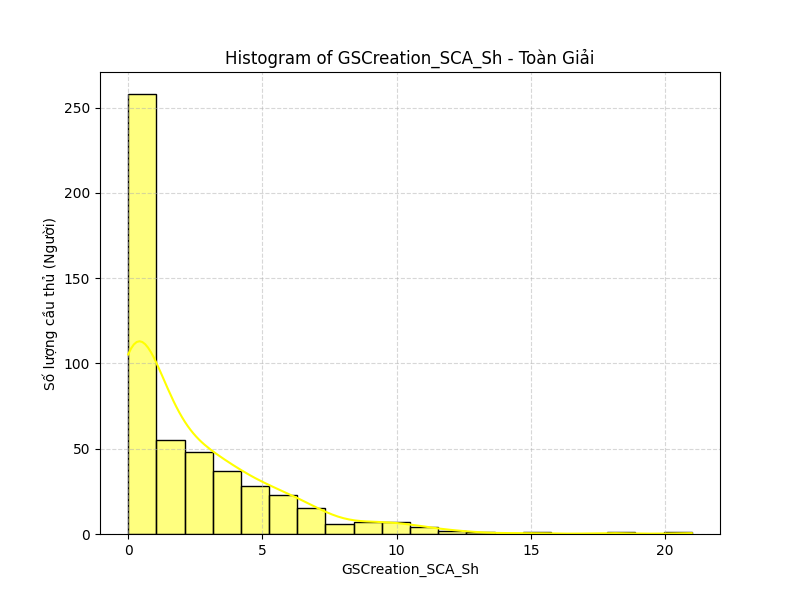 Histogram of GSCreation_SCA_Sh - Toàn Giải
250
200
150
100
50
0
Số lượng cầu thủ (Người)
0 5 10 15 20
GSCreation_SCA_Sh